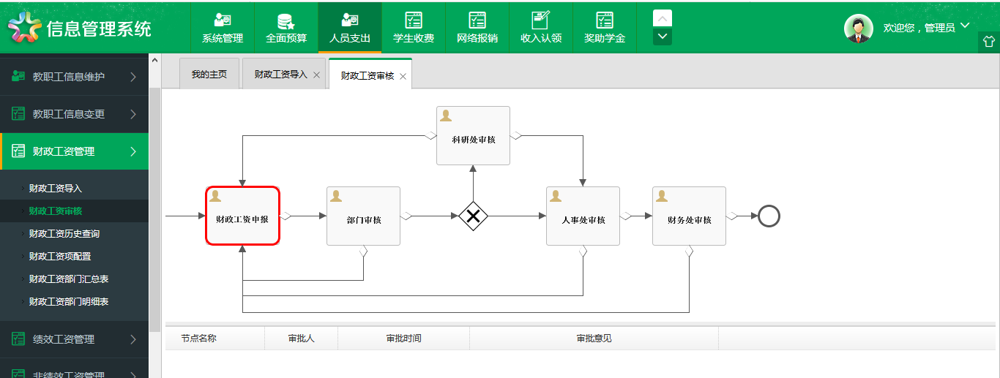 信息管理系统
系统管理
全面预算
人员支出
学生收费
网络报销
收入认领
奖助学金
欢迎您，管理员
教职工信息维护
教职工信息变更
财政工资管理
财政工资导入
财政工资审核
财政工资历史查询
财政工资项配置
财政工资部门汇总表
财政工资部门明细表
绩效工资管理
非绩效工资管理
我的主页
财政工资导入
财政工资审核
科研处审核
财政工资申报
部门审核
人事处审核
财务处审核
节点名称
审批人
审批时间
审批意见